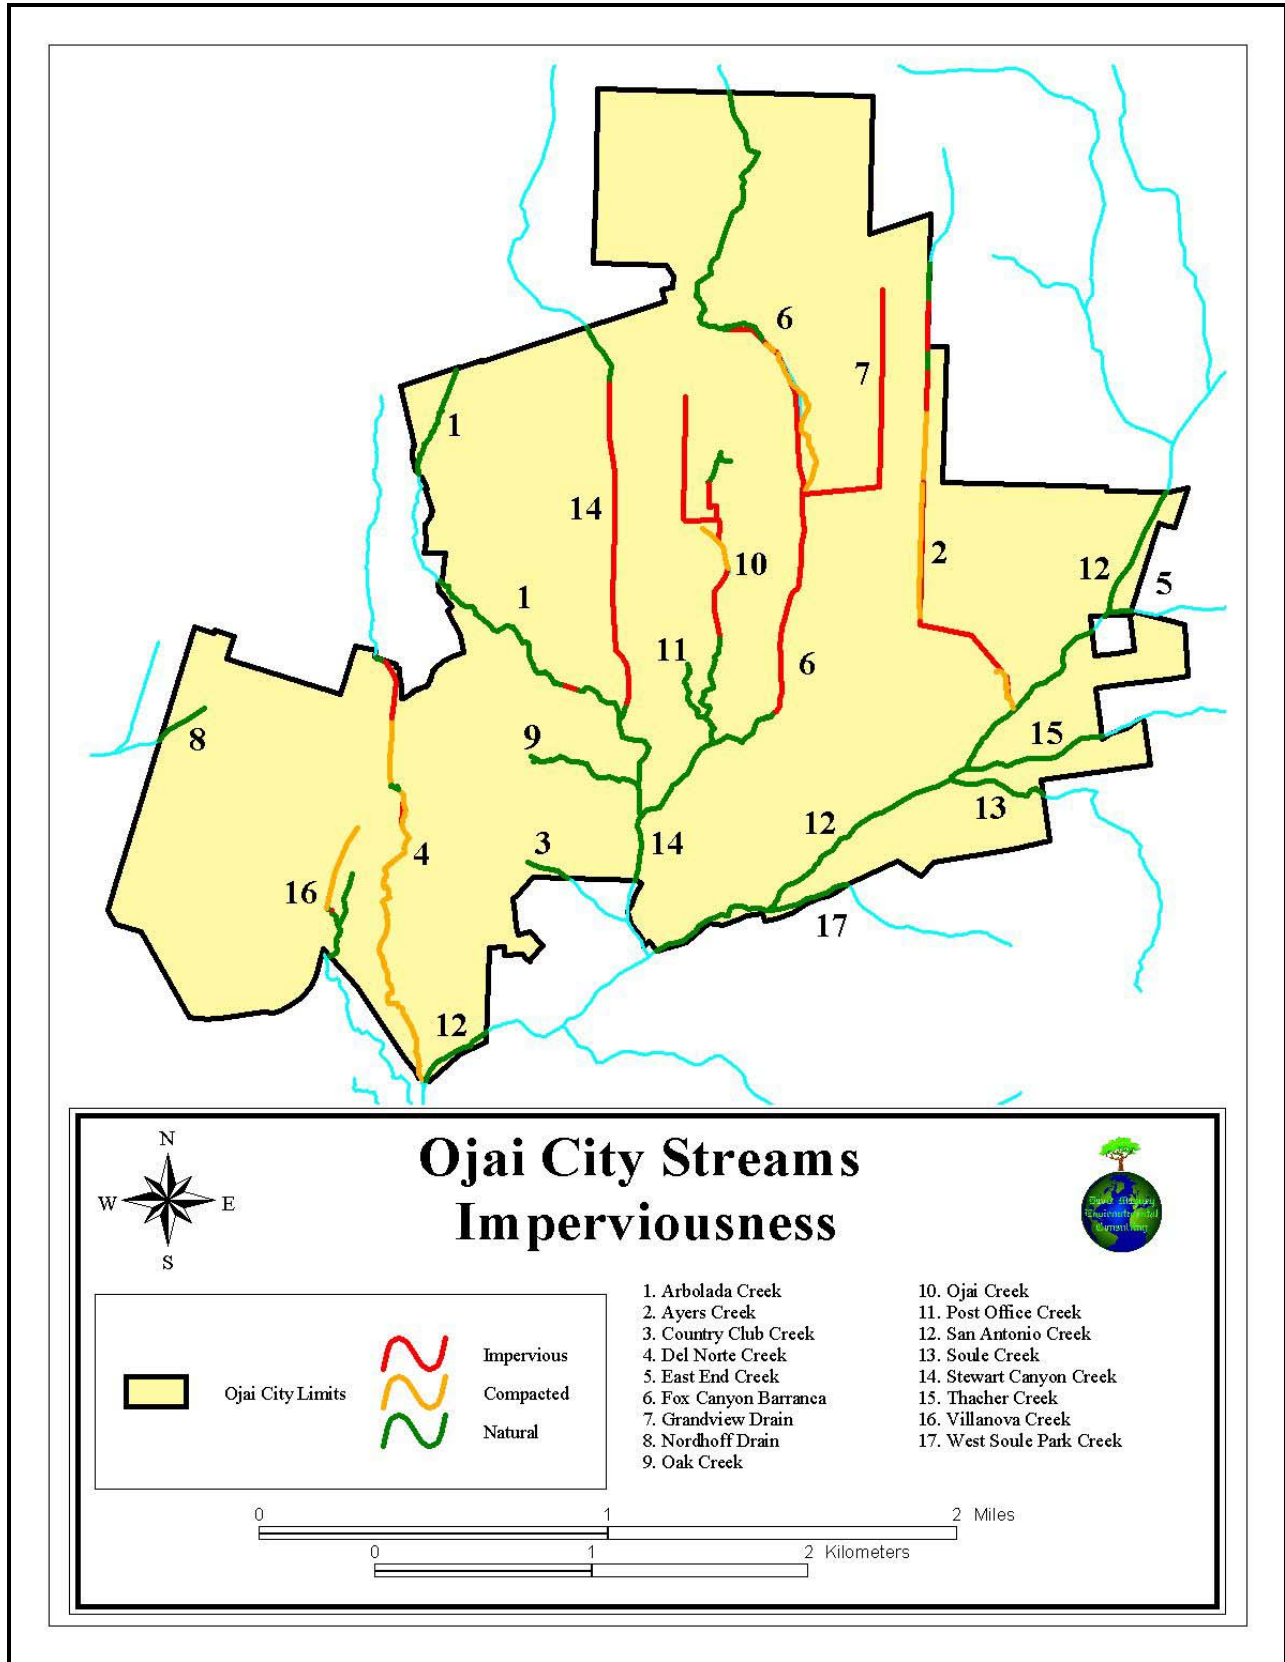 6
7
1
14
2
10
12
5
1
11
6
8
9
15
13
12
3
14
4
16
17
12
N
W E
S
Ojai City Streams
Imperviousness
Ojai City Limits
Impervious
Compacted
Natural
1. Arbolada Creek
2. Ayers Creek
3. Country Club Creek
4. Del Norte Creek
5. East End Creek
6. Fox Canyon Barranca
7. Grandview Drain
8. Nordhoff Drain
9. Oak Creek
10. Ojai Creek
11. Post Office Creek
12. San Antonio Creek
13. Soule Creek
14. Stewart Canyon Creek
15. Thacher Creek
16. Villanova Creek
17. West Soule Park Creek
0 1 2 Miles
0 1 2 Kilometers
Environmental
Consulting